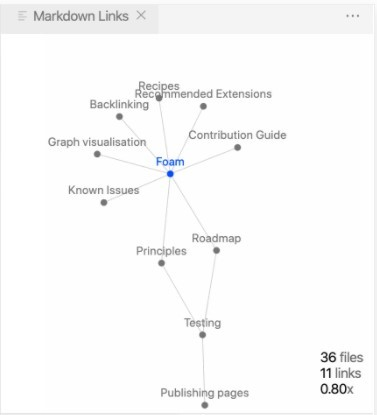 Markdown Links
Recipes
Recommended Extensions
Backlinking
Contribution Guide
Graph visualisation
Foam
Known Issues
Roadmap
Principles
Testing
36 files
11 links
0.80x
Publishing pages